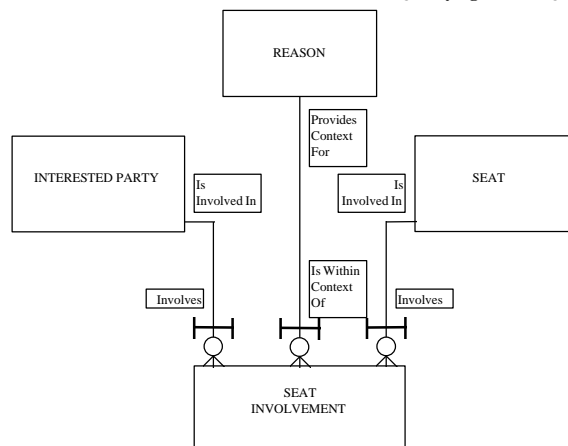 REASON
Provides
Context
For
INTERESTED PARTY
Is
Involved In
Is
Involved In
SEAT
Is Within
Context
Of
Involves
Involves
SEAT
INVOLVEMENT